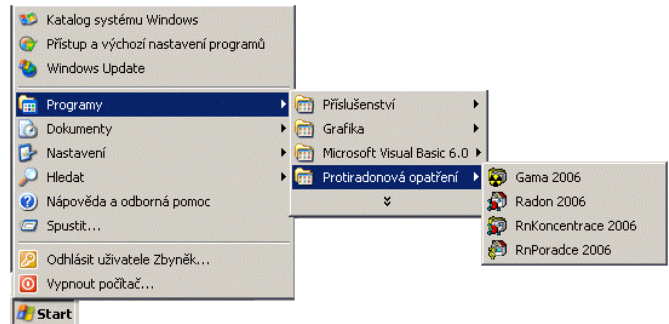 Katalog systému Windows
Přístup a výchozí nastavení programů
Windows Update
Programy
Dokumenty
Nastavení
Hledat
Nápověda a odborná pomoc
Spustit...
Odhlásit uživatele Zbyněk...
Vypnout počítač...
Start
Příslušenství
Grafika
Microsoft Visual Basic 6.0
Protiradonová opatření
Gama 2006
Radon 2006
RnKoncentrace 2006
RnPoradce 2006